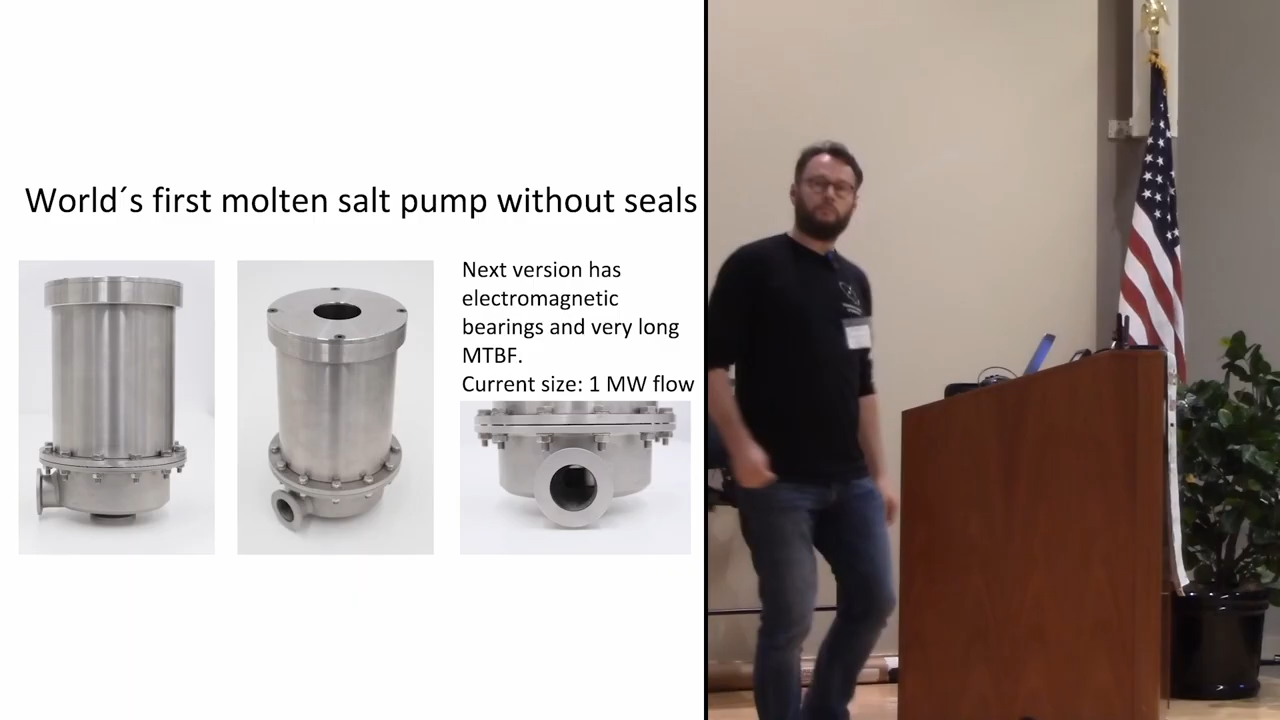 World´s first molten salt pump without seals
Next version has
electromagnetic
bearings and very long
MTBF.
Current size: 1 MW flow